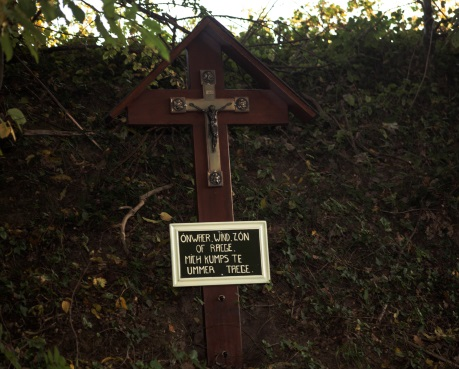 ONWAER, WIND, ZON
OF RAEGE,
MICH KUMPS TE
UMMER . TAEGE.